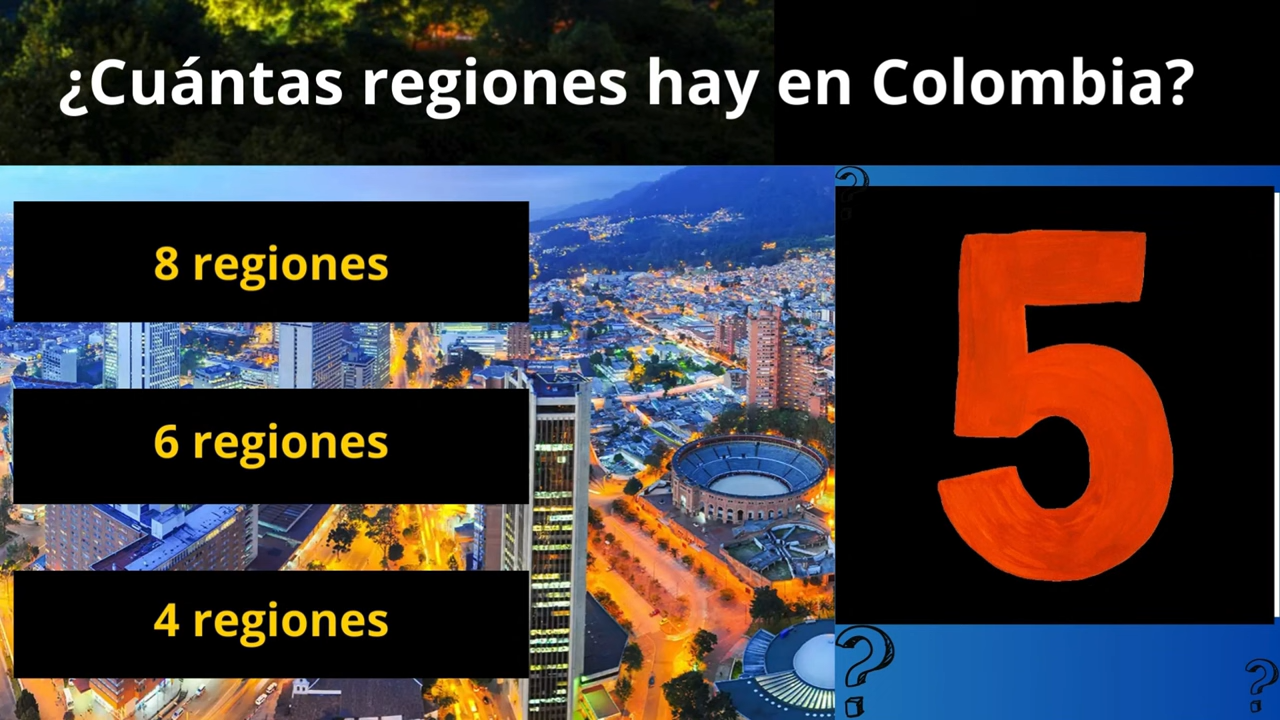 ¿Cuántas regiones hay en Colombia?
8 regiones
6 regiones
4 regiones
5